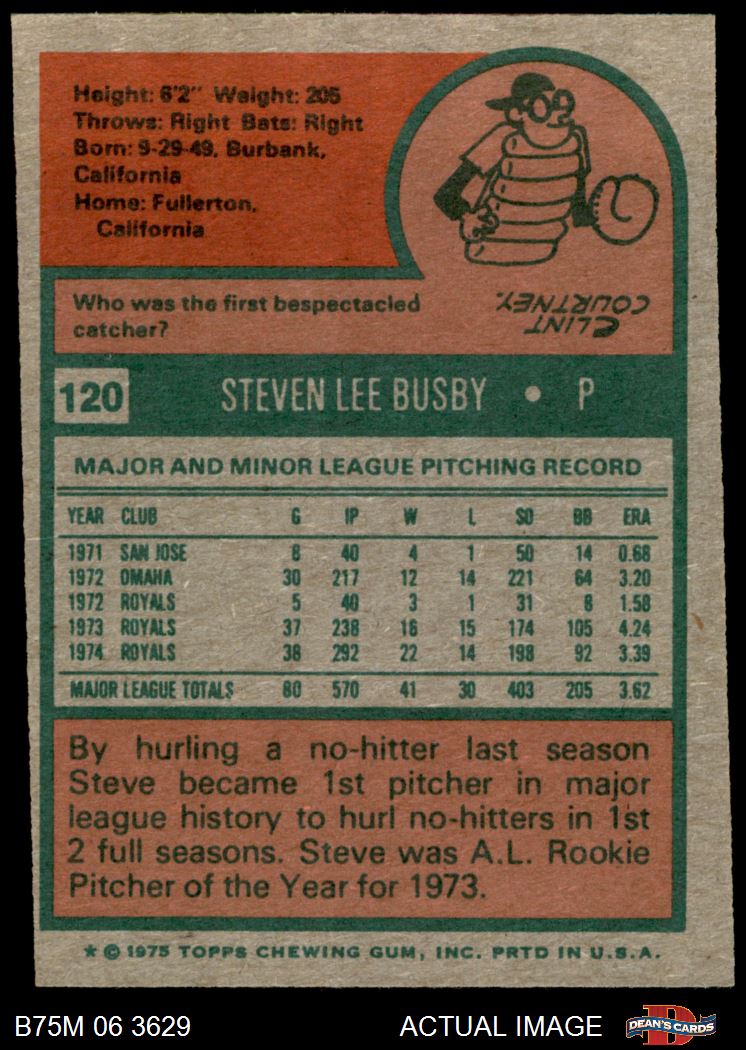 Height: 6'2" Weight: 205
Throws: Right Bats: Right
Born: 9-29-49, Burbank,
California
Home: Fullerton,
California
Who was the first bespectacled
catcher?
CLINT
COURTNEY.
120 STEVEN LEE BUSBY • P
MAJOR AND MINOR LEAGUE PITCHING RECORD
YEAR CLUB G IP W L SO BB ERA
1971 SAN JOSE 8 40 4 1 50 14 0.68
1972 OMAHA 30 217 12 14 221 64 3.20
1972 ROYALS 5 40 3 1 31 8 1.58
1973 ROYALS 37 238 16 15 174 105 4.24
1974 ROYALS 38 292 22 14 198 92 3.39
MAJOR LEAGUE TOTALS 80 570 41 30 403 205 3.62
By hurling a no-hitter last season
Steve became 1st pitcher in major
league history to hurl no-hitters in 1st
2 full seasons. Steve was A.L. Rookie
Pitcher of the Year for 1973.
* © 1975 TOPPS CHEWING GUM, INC. PRTD IN U.S.A.
B75M 06 3629 ACTUAL IMAGE D DEAN'S CARDS